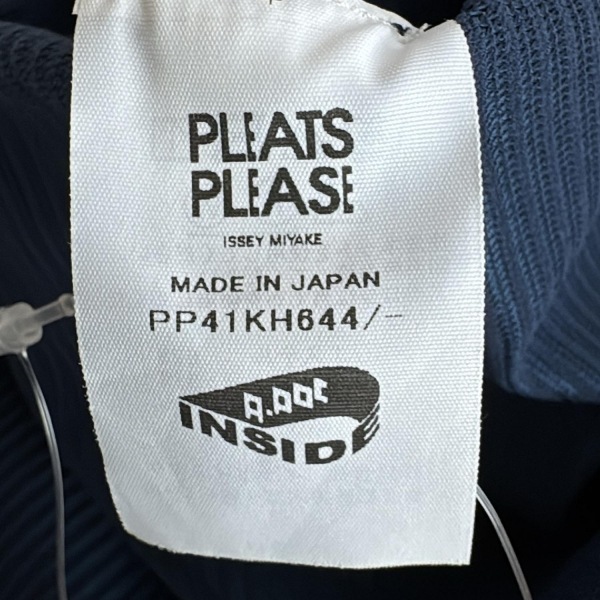 PLEATS
PLEASE
ISSEY MIYAKE
MADE IN JAPAN
PP41KH644/--
A-POC
INSIDE